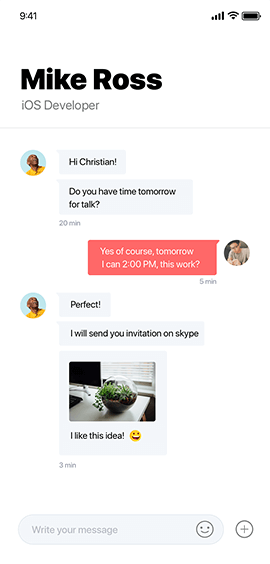 9:41
Mike Ross
iOS Developer
Hi Christian!
Do you have time tomorrow
for talk?
20 min
Yes of course, tomorrow
I can 2:00 PM, this work?
5 min
Perfect!
I will send you invitation on skype
I like this idea! 😀
3 min
Write your message